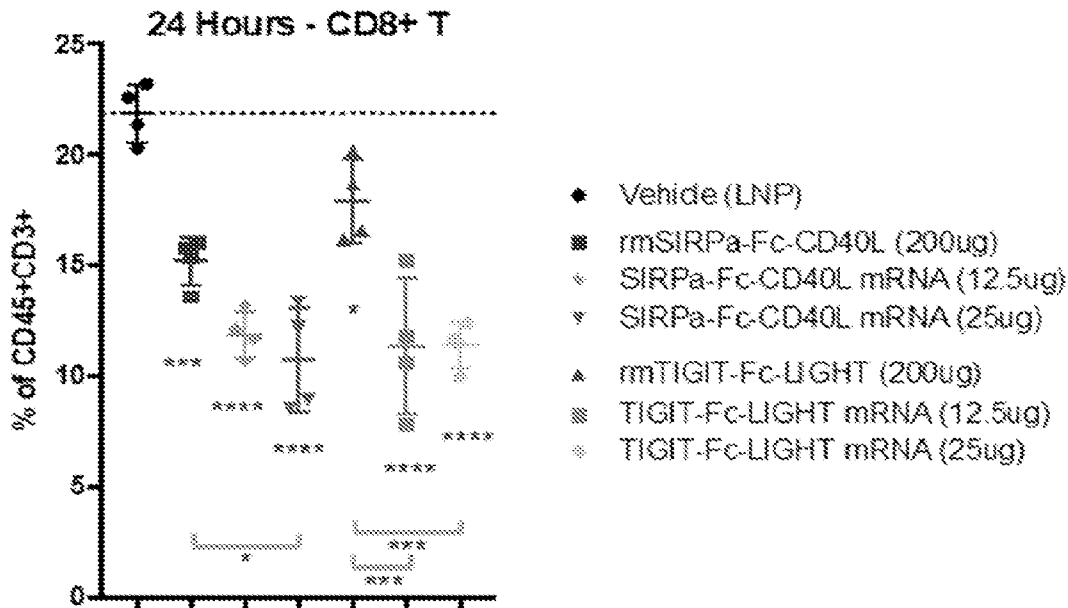 24 Hours - CD8+ T
% of CD45+CD3+
25
20
15
10
5
0
***
****
****
*
****
****
***
***
Vehicle (LNP)
rmSIRPa-Fc-CD40L (200ug)
SIRPa-Fc-CD40L mRNA (12.5ug)
SIRPa-Fc-CD40L mRNA (25ug)
rmTIGIT-Fc-LIGHT (200ug)
TIGIT-Fc-LIGHT mRNA (12.5ug)
TIGIT-Fc-LIGHT mRNA (25ug)